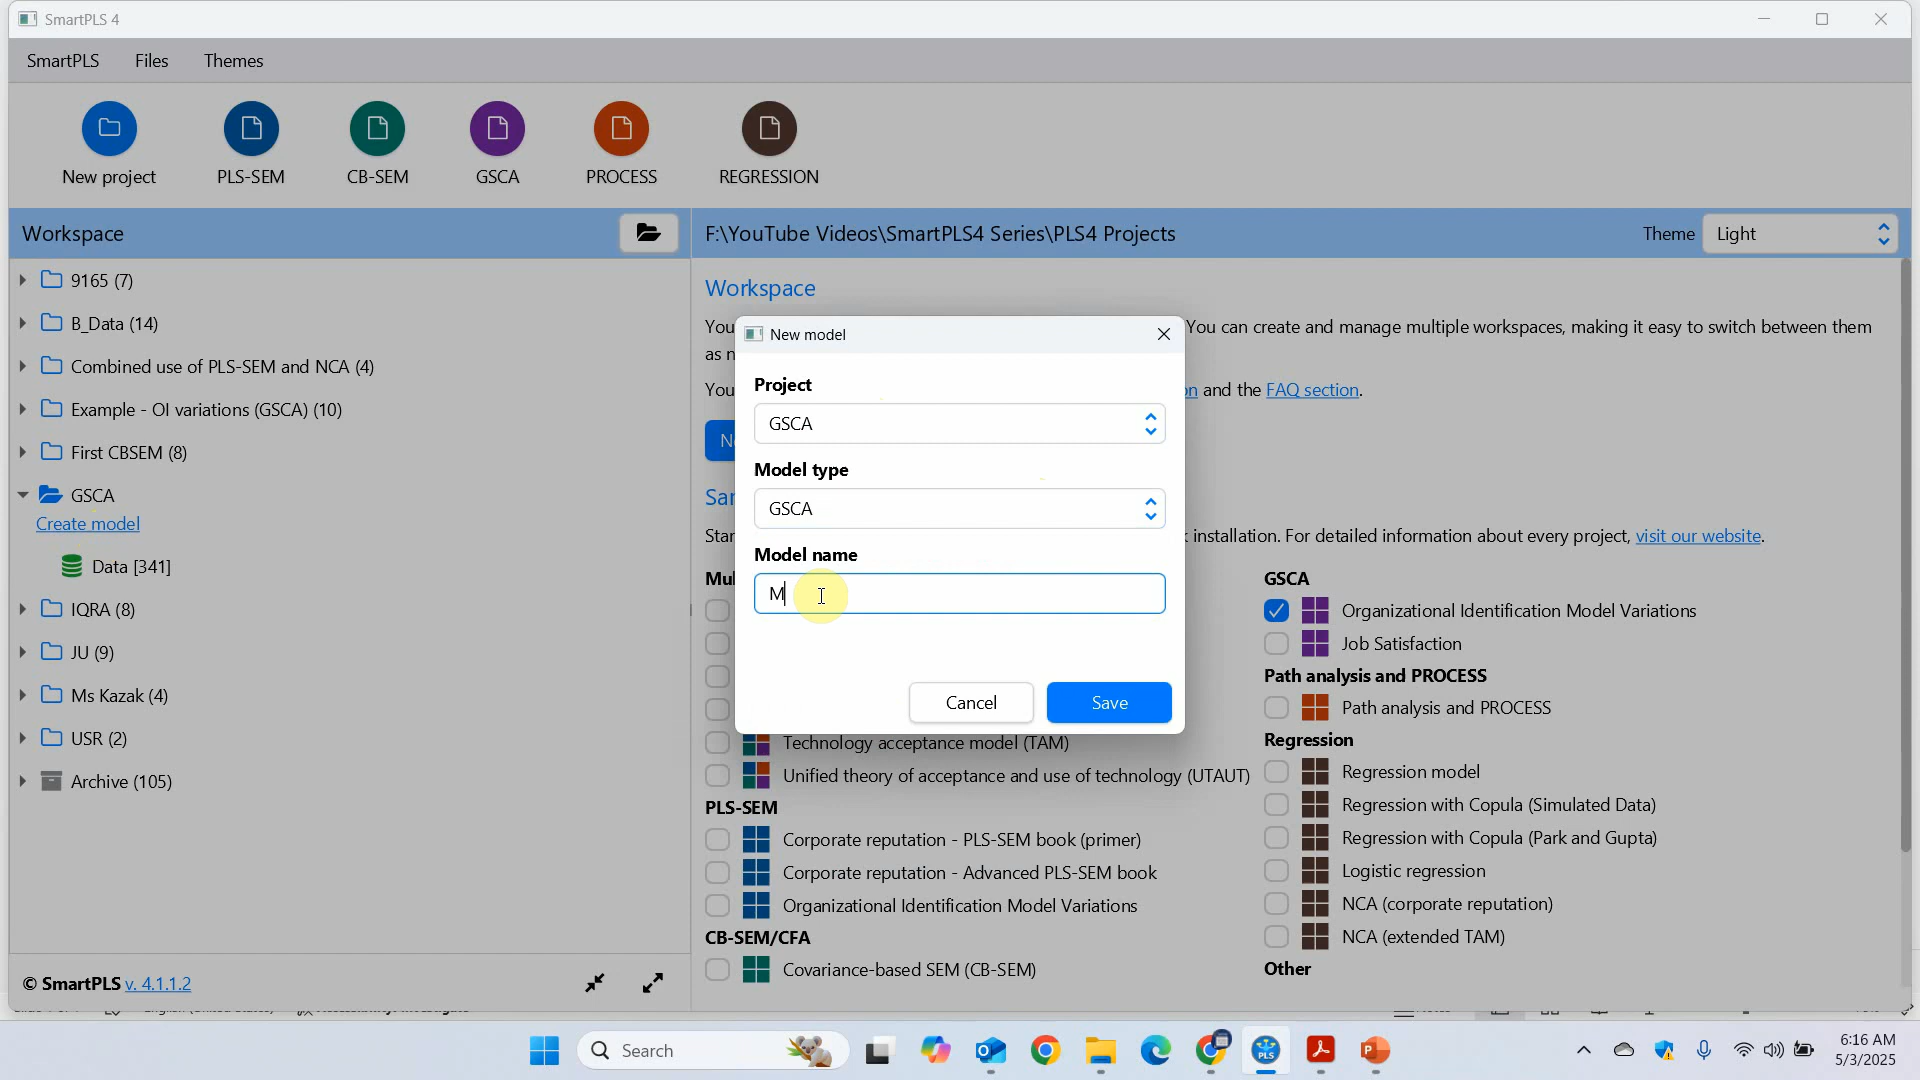 SmartPLS 4
SmartPLS Files Themes
New project PLS-SEM CB-SEM GSCA PROCESS REGRESSION
Workspace
F:\YouTube Videos\SmartPLS4 Series\PLS4 Projects
Theme Light
9165 (7)
B_Data (14)
Combined use of PLS-SEM and NCA (4)
Example - OI variations (GSCA) (10)
First CBSEM (8)
GSCA
Create model
Data [341]
IQRA (8)
JU (9)
Ms Kazak (4)
USR (2)
Archive (105)
© SmartPLS v. 4.1.1.2
Workspace
You can create and manage multiple workspaces, making it easy to switch between them
and the FAQ section.
installation. For detailed information about every project, visit our website.
New model
Project
GSCA
Model type
GSCA
Model name
M
Cancel Save
Technology acceptance model (TAM)
Unified theory of acceptance and use of technology (UTAUT)
PLS-SEM
Corporate reputation - PLS-SEM book (primer)
Corporate reputation - Advanced PLS-SEM book
Organizational Identification Model Variations
CB-SEM/CFA
Covariance-based SEM (CB-SEM)
GSCA
Organizational Identification Model Variations
Job Satisfaction
Path analysis and PROCESS
Path analysis and PROCESS
Regression
Regression model
Regression with Copula (Simulated Data)
Regression with Copula (Park and Gupta)
Logistic regression
NCA (corporate reputation)
NCA (extended TAM)
Other
Search
PLS
6:16 AM
5/3/2025